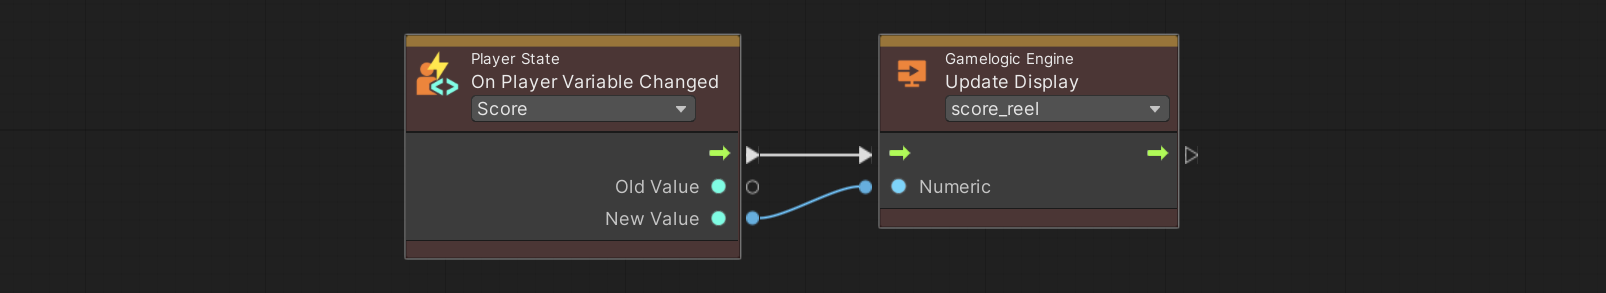 Player State
On Player Variable Changed
Score
Old Value
New Value
Gamelogic Engine
Update Display
score_reel
Numeric